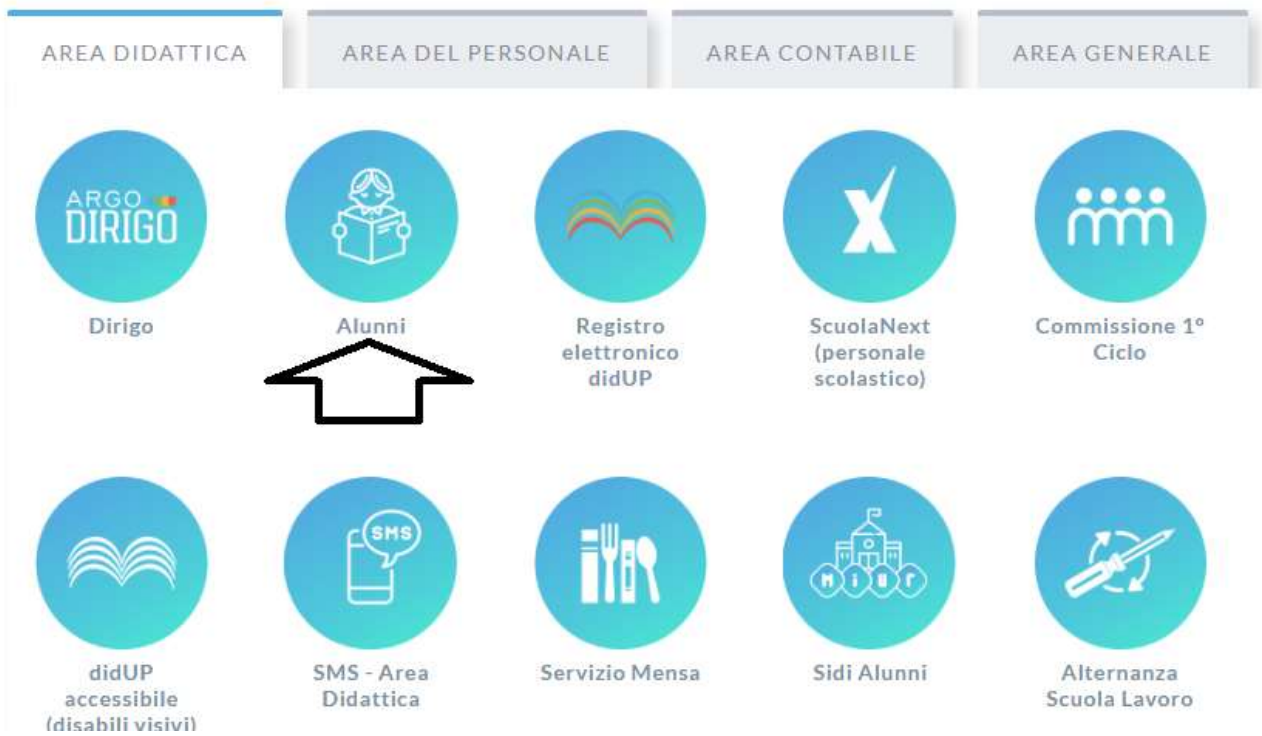 AREA DIDATTICA
AREA DEL PERSONALE
AREA CONTABILE
AREA GENERALE
ARGO
DIRIGO
Dirigo
Alunni
Registro
elettronico
didUP
X
ScuolaNext
(personale
scolastico)
Commissione 1°
Ciclo
didUP
accessibile
(disabili visivi)
SMS
SMS - Area
Didattica
Servizio Mensa
Miur
Sidi Alunni
Alternanza
Scuola Lavoro